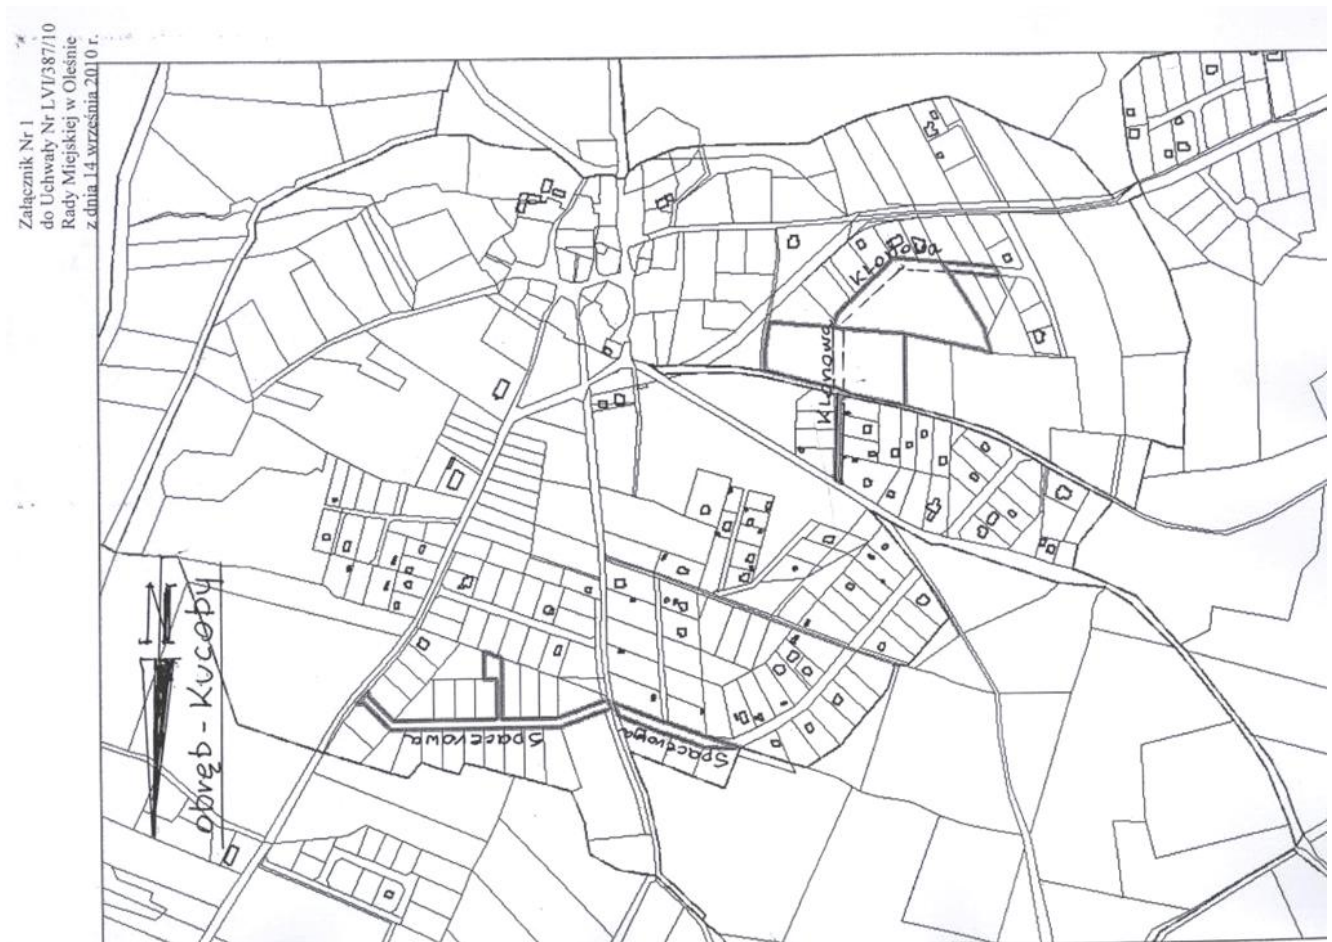 Załącznik Nr 1
do Uchwały Nr LVI/387/10
Rady Miejskiej w Oleśnie
z dnia 14 września 2010 r.
Klonowa
Klonowa
obręb - Kucoby
Spacerowa
Spacerowa